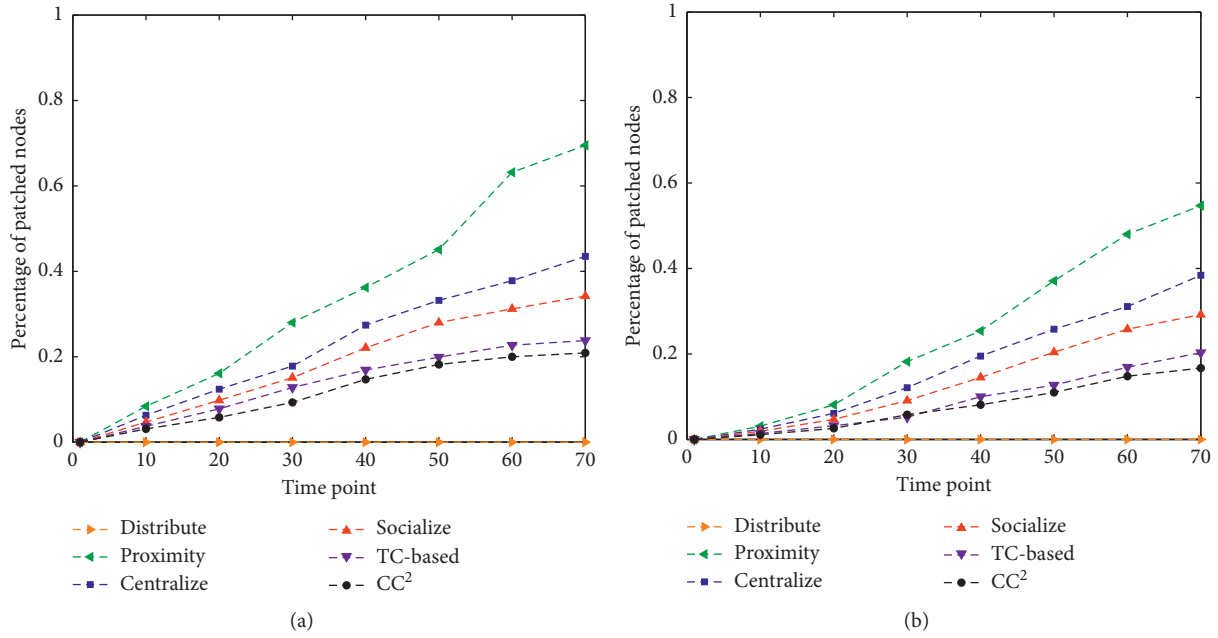 1
0.8
0.6
0.4
0.2
0
Percentage of patched nodes
0 10 20 30 40 50 60 70
Time point
Distribute Socialize
Proximity TC-based
Centralize CC²
(a)
1
0.8
0.6
0.4
0.2
0
Percentage of patched nodes
0 10 20 30 40 50 60 70
Time point
Distribute Socialize
Proximity TC-based
Centralize CC²
(b)